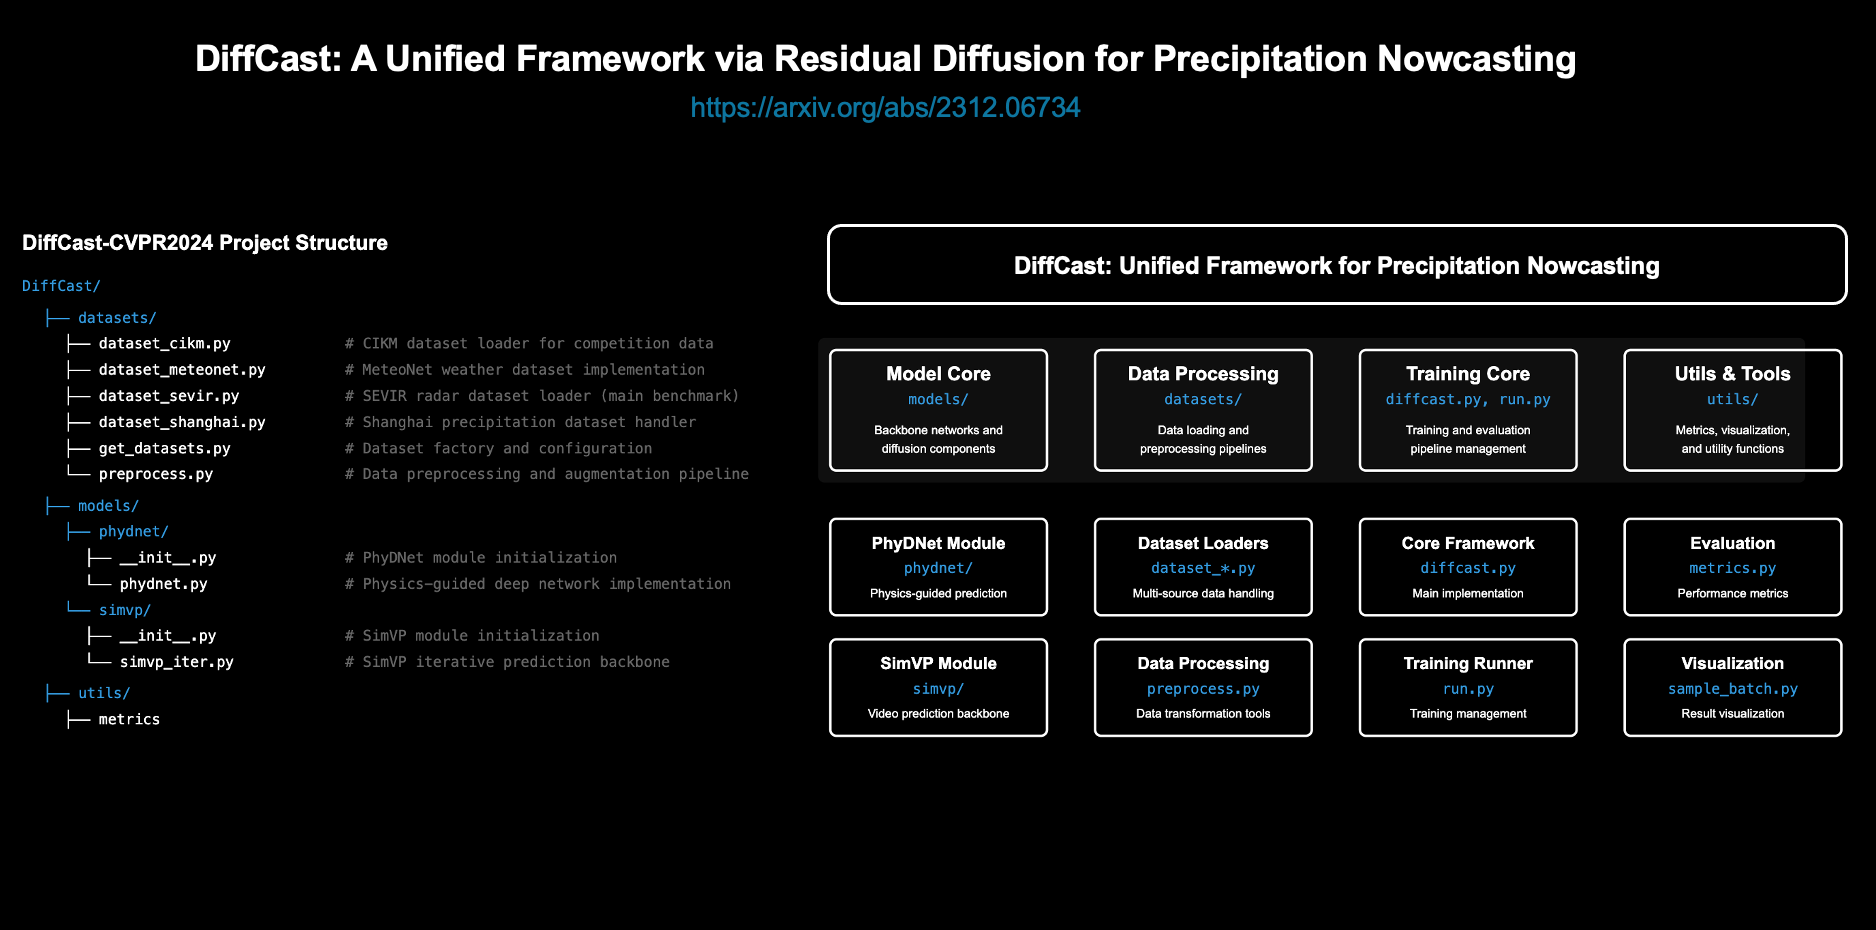 DiffCast: A Unified Framework via Residual Diffusion for Precipitation Nowcasting
https://arxiv.org/abs/2312.06734
DiffCast-CVPR2024 Project Structure
DiffCast/
├── datasets/
├── dataset_cikm.py # CIKM dataset loader for competition data
├── dataset_meteonet.py # MeteoNet weather dataset implementation
├── dataset_sevir.py # SEVIR radar dataset loader (main benchmark)
├── dataset_shanghai.py # Shanghai precipitation dataset handler
├── get_datasets.py # Dataset factory and configuration
└── preprocess.py # Data preprocessing and augmentation pipeline
├── models/
├── phydnet/
├── __init__.py # PhyDNet module initialization
└── phydnet.py # Physics-guided deep network implementation
└── simvp/
├── __init__.py # SimVP module initialization
└── simvp_iter.py # SimVP iterative prediction backbone
├── utils/
├── metrics
DiffCast: Unified Framework for Precipitation Nowcasting
Model Core
models/
Backbone networks and
diffusion components
Data Processing
datasets/
Data loading and
preprocessing pipelines
Training Core
diffcast.py, run.py
Training and evaluation
pipeline management
Utils & Tools
utils/
Metrics, visualization,
and utility functions
PhyDNet Module
phydnet/
Physics-guided prediction
Dataset Loaders
dataset_*.py
Multi-source data handling
Core Framework
diffcast.py
Main implementation
Evaluation
metrics.py
Performance metrics
SimVP Module
simvp/
Video prediction backbone
Data Processing
preprocess.py
Data transformation tools
Training Runner
run.py
Training management
Visualization
sample_batch.py
Result visualization